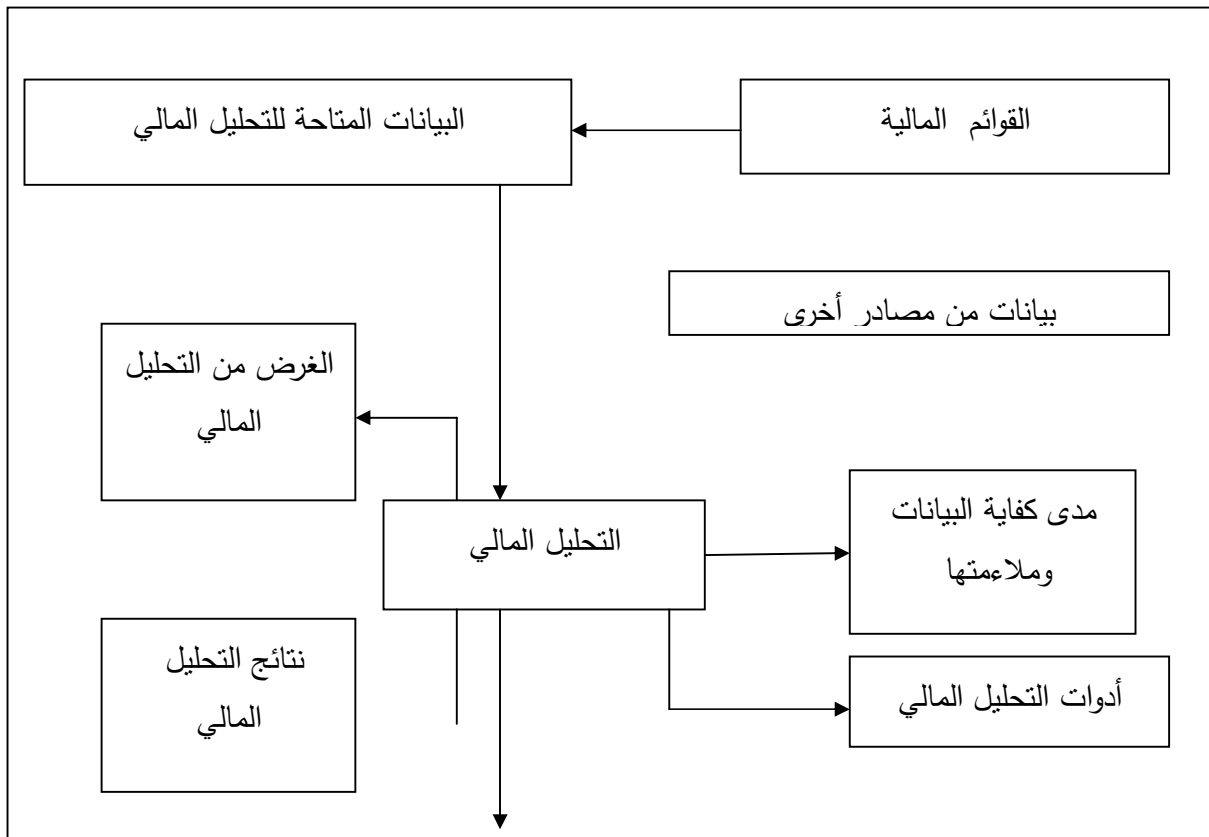 القوائم المالية
البيانات المتاحة للتحليل المالي
بيانات من مصادر أخرى
الغرض من التحليل
المالي
مدى كفاية البيانات
وملاءمتها
التحليل المالي
نتائج التحليل
المالي
أدوات التحليل المالي